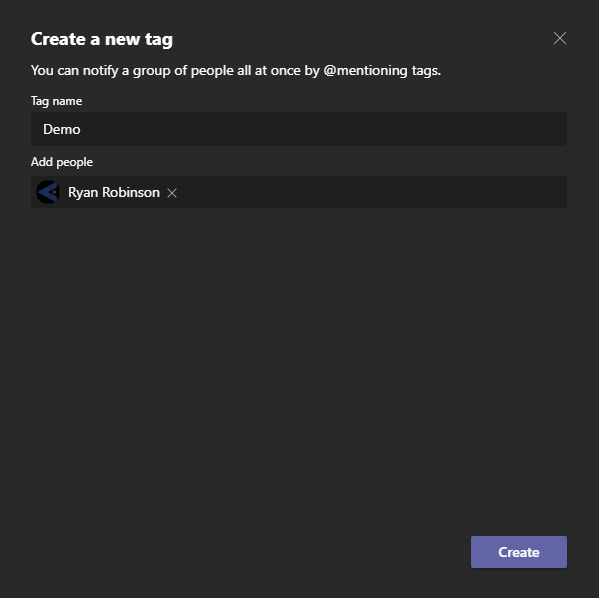 Create a new tag
You can notify a group of people all at once by @mentioning tags.
Tag name
Demo
Add people
Ryan Robinson
Create